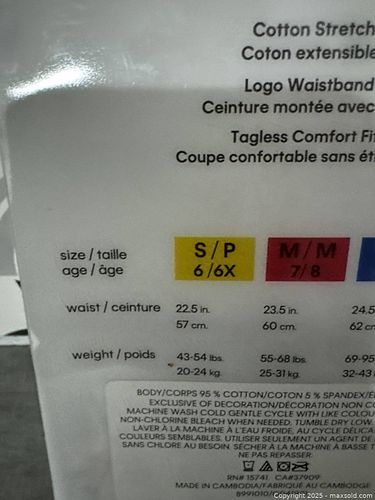 Cotton Stretch
Coton extensible
Logo Waistband
Ceinture montée avec
Tagless Comfort Fit
Coupe confortable sans éti
size / taille S / P M / M
age / âge 6 / 6X 7 / 8
waist / ceinture 22.5 in. 23.5 in. 24.5
57 cm. 60 cm. 62 cm
weight / poids 43-54 lbs. 55-68 lbs. 69-95
20-24 kg. 25-31 kg. 32-43
BODY/CORPS 95 % COTTON/COTON 5 % SPANDEX/É
EXCLUSIVE OF DECORATION/DÉCORATION NON CO
MACHINE WASH COLD GENTLE CYCLE WITH LIKE COLOU
NON-CHLORINE BLEACH WHEN NEEDED. TUMBLE DRY LOW
LAVER À LA MACHINE À L'EAU FROIDE, AU CYCLE DÉLICA
COULEURS SEMBLABLES. UTILISER SEULEMENT UN AGENT DE
SANS CHLORE AU BESOIN. SÉCHER À LA MACHINE À BASSE T
NE PAS REPASSER.
RN# 15741 CA#37909
MADE IN CAMBODIA/FABRIQUÉ AU CAMBODGE
Copyright 2025 - maxsold.com